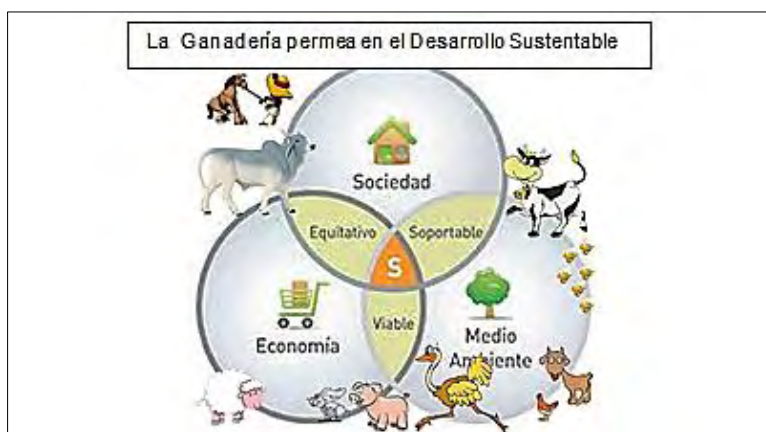 La Ganadería permea en el Desarrollo Sustentable
Sociedad
Equitativo
Soportable
S
Viable
Economía
Medio
Ambiente